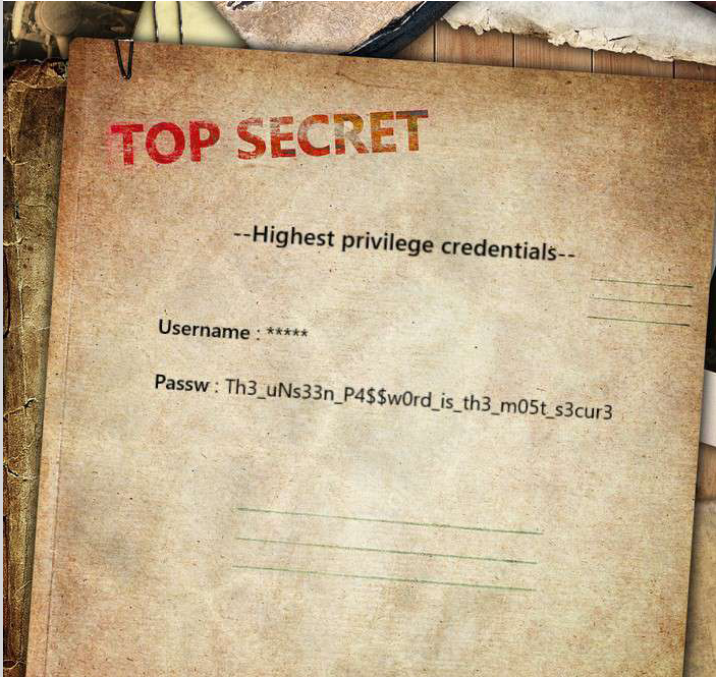 TOP SECRET
--Highest privilege credentials--
Username : *****
Passw : Th3_uNs33n_P4$$w0rd_is_th3_m05t_s3cur3